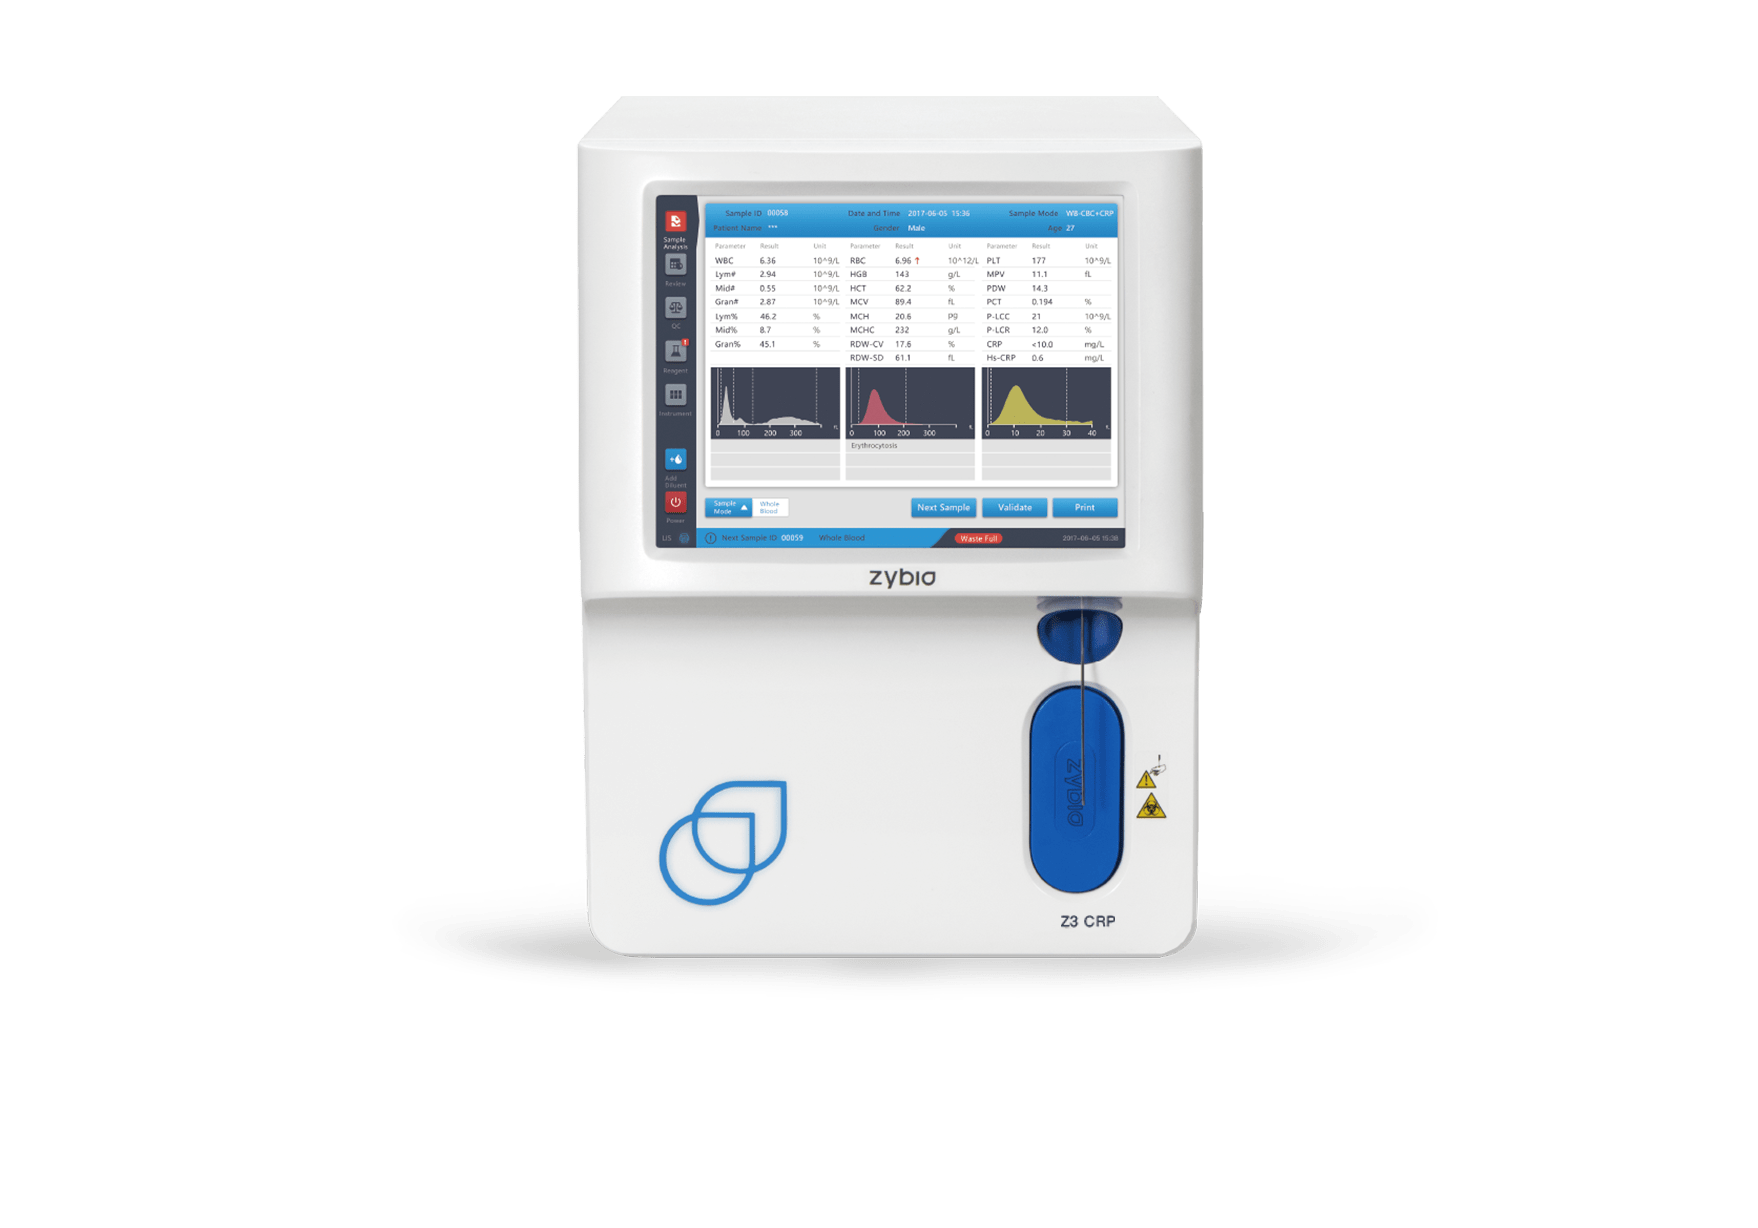 Sample ID 00058 Date and Time 2017-06-05 15:36 Sample Mode WB-CBC+CRP
Patient Name *** Gender Male Age 27
Parameter Result Unit Parameter Result Unit Parameter Result Unit
WBC 6.36 10^9/L RBC 6.96 ↑ 10^12/L PLT 177 10^9/L
Lym# 2.94 10^9/L HGB 143 g/L MPV 11.1 fL
Mid# 0.55 10^9/L HCT 62.2 % PDW 14.3
Gran# 2.87 10^9/L MCV 89.4 fL PCT 0.194 %
Lym% 46.2 % MCH 20.6 pg P-LCC 21 10^9/L
Mid% 8.7 % MCHC 232 g/L P-LCR 12.0 %
Gran% 45.1 % RDW-CV 17.6 % CRP <10.0 mg/L
RDW-SD 61.1 fL Hs-CRP 0.6 mg/L
0 100 200 300 fL 0 100 200 300 fL 0 10 20 30 40 fL
Erythrocytosis
Sample
Analysis
Review
QC
1
Reagent
Instrument
Add
Diluent
Power
Sample
Mode
Whole
Blood
Next Sample Validate Print
US Next Sample ID 00059 Whole Blood Waste Full 2017-06-05 15:38
zybio
zybio
Z3 CRP